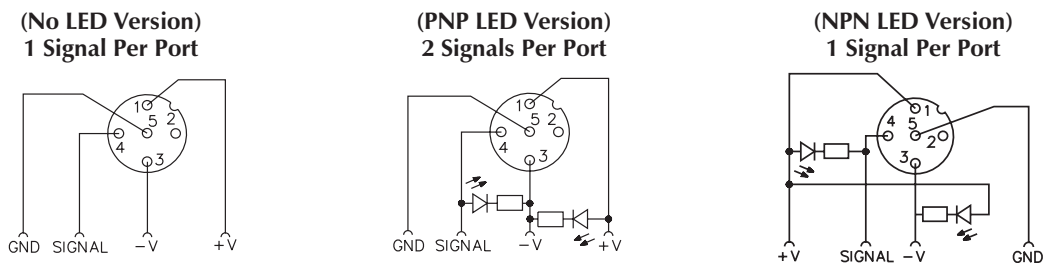 (No LED Version)
1 Signal Per Port
(PNP LED Version)
2 Signals Per Port
(NPN LED Version)
1 Signal Per Port
1
2
5
4
3
GND
SIGNAL
–V
+V
1
2
5
4
3
GND
SIGNAL
–V
+V
4
5
1
2
3
+V
SIGNAL
–V
GND